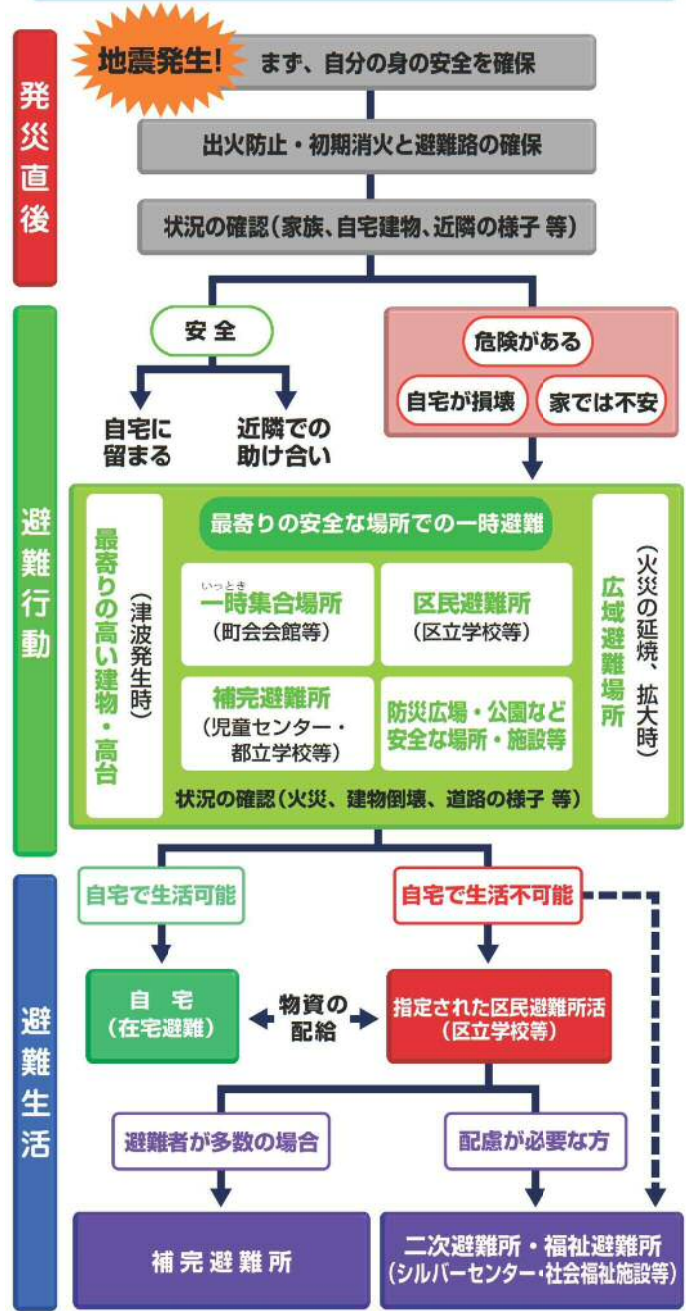 発災直後
地震発生!
まず、自分の身の安全を確保
出火防止・初期消火と避難路の確保
状況の確認(家族、自宅建物、近隣の様子 等)
避難行動
安 全
危険がある
自宅が損壊
家では不安
自宅に
留まる
近隣での
助け合い
最寄りの安全な場所での一時避難
最寄りの高い建物・高台
(津波発生時)
いっとき
一時集合場所
(町会会館等)
区民避難所
(区立学校等)
補完避難所
(児童センター・
都立学校等)
防災広場・公園など
安全な場所・施設等
(火災の延焼、拡大時)
広域避難場所
状況の確認(火災、建物倒壊、道路の様子 等)
避難生活
自宅で生活可能
自宅で生活不可能
自 宅
(在宅避難)
物資の
配給
指定された区民避難所活
(区立学校等)
避難者が多数の場合
配慮が必要な方
補完避難所
二次避難所・福祉避難所
(シルバーセンター・社会福祉施設等)